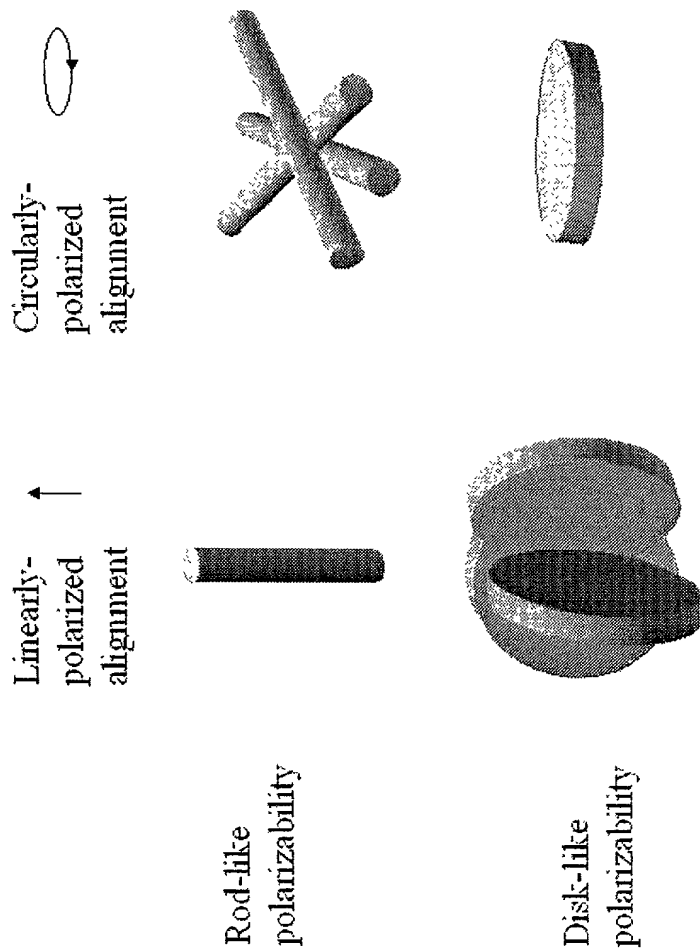 Linearly-
polarized
alignment
Circularly-
polarized
alignment
Rod-like
polarizability
Disk-like
polarizability